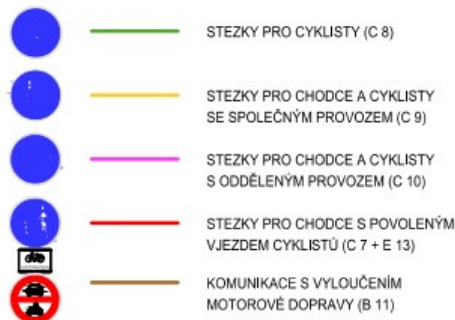 STEZKY PRO CYKLISTY (C 8)
STEZKY PRO CHODCE A CYKLISTY
SE SPOLEČNÝM PROVOZEM (C 9)
STEZKY PRO CHODCE A CYKLISTY
S ODDĚLENÝM PROVOZEM (C 10)
STEZKY PRO CHODCE S POVOLENÝM
VJEZDEM CYKLISTŮ (C 7 + E 13)
KOMUNIKACE S VYLOUČENÍM
MOTOROVÉ DOPRAVY (B 11)